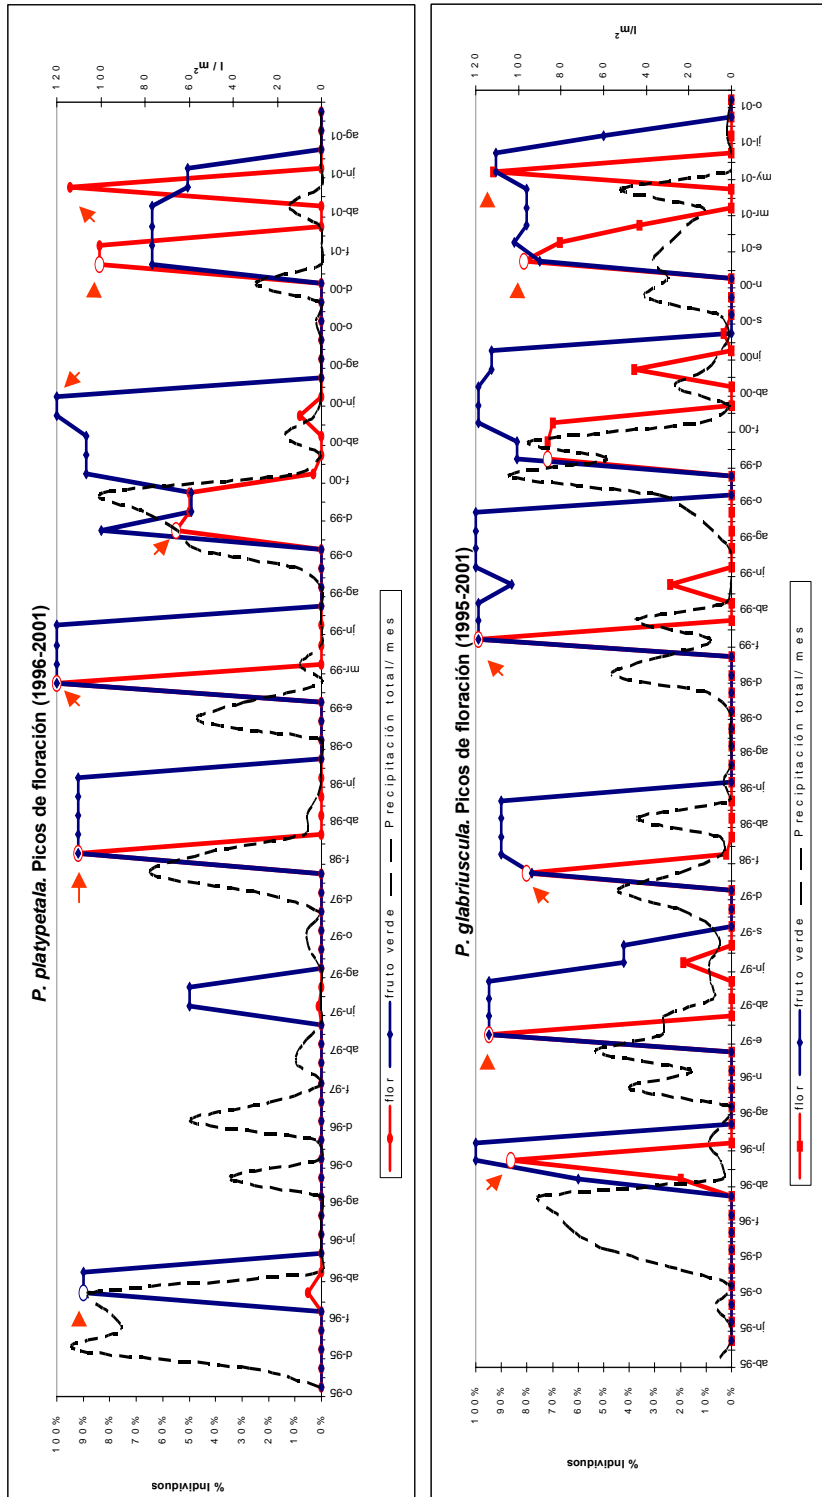 P. platypetala. Picos de floración (1996-2001)
% Individuos
100%
90%
80%
70%
60%
50%
40%
30%
20%
10%
0%
120
100
80
60
40
20
0
l / m²
o-95
d-95
f-96
ab-96
jn-96
ag-96
o-96
d-96
f-97
ab-97
jn-97
ag-97
o-97
d-97
f-98
ab-98
jn-98
o-98
e-99
mr-99
jn-99
ag-99
o-99
d-99
f-00
ab-00
jn-00
ag-00
o-00
d-00
f-01
ab-01
jn-01
ag-01
flor fruto verde Precipitación total/ mes
P. glabriuscula. Picos de floración (1995-2001)
% Individuos
100%
90%
80%
70%
60%
50%
40%
30%
20%
10%
0%
120
100
80
60
40
20
0
l/m²
ab-95
jn-95
o-95
d-95
f-96
ab-96
jn-96
ag-96
n-96
e-97
ab-97
jn-97
s-97
d-97
f-98
ab-98
jn-98
ag-98
o-98
d-98
f-99
ab-99
jn-99
ag-99
o-99
d-99
f-00
ab-00
jn00
s-00
n-00
e-01
mr-01
my-01
jl-01
o-01
flor fruto verde Precipitación total/ mes